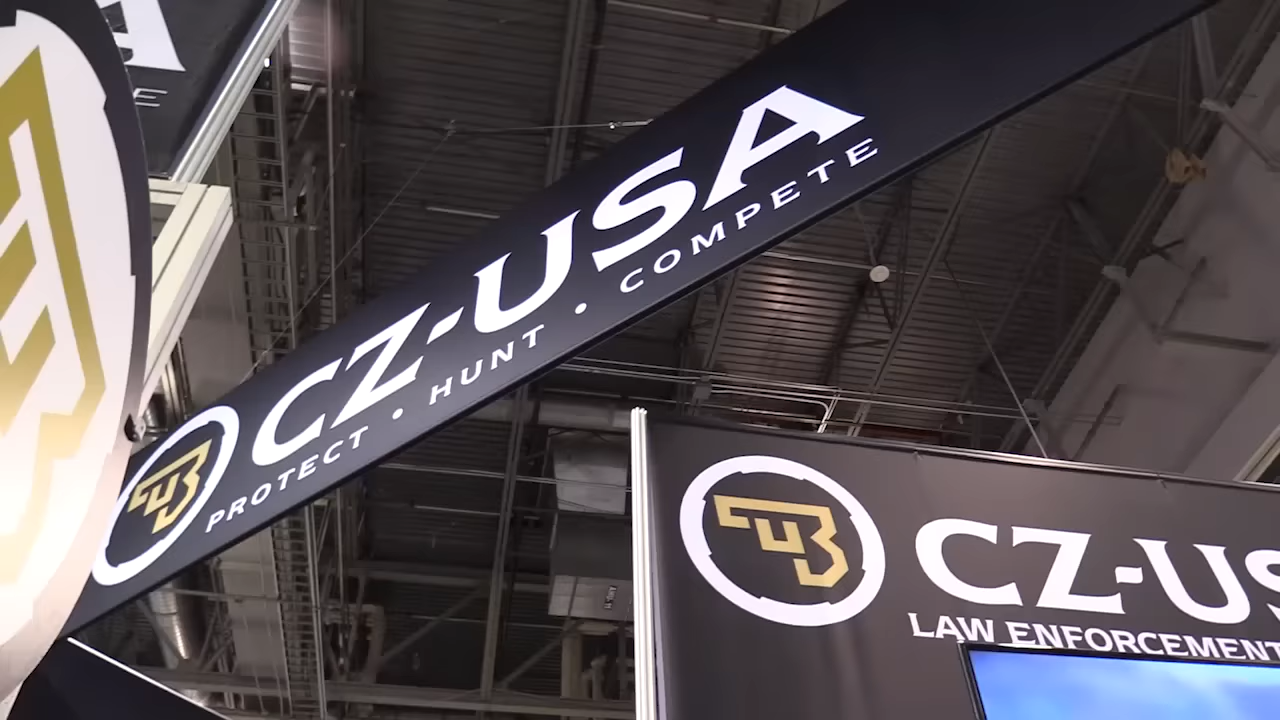 CZ-USA
PROTECT • HUNT • COMPETE
CZ-US
LAW ENFORCEMENT